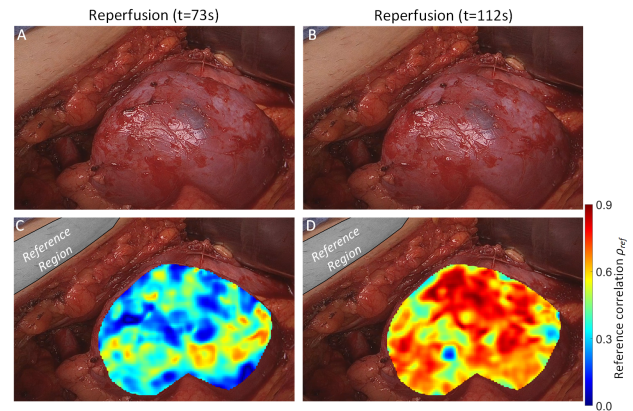 Reperfusion (t=73s)
Reperfusion (t=112s)
A
B
C
Reference
Region
D
Reference
Region
0.9
0.6
0.3
0.0
Reference correlation ρref